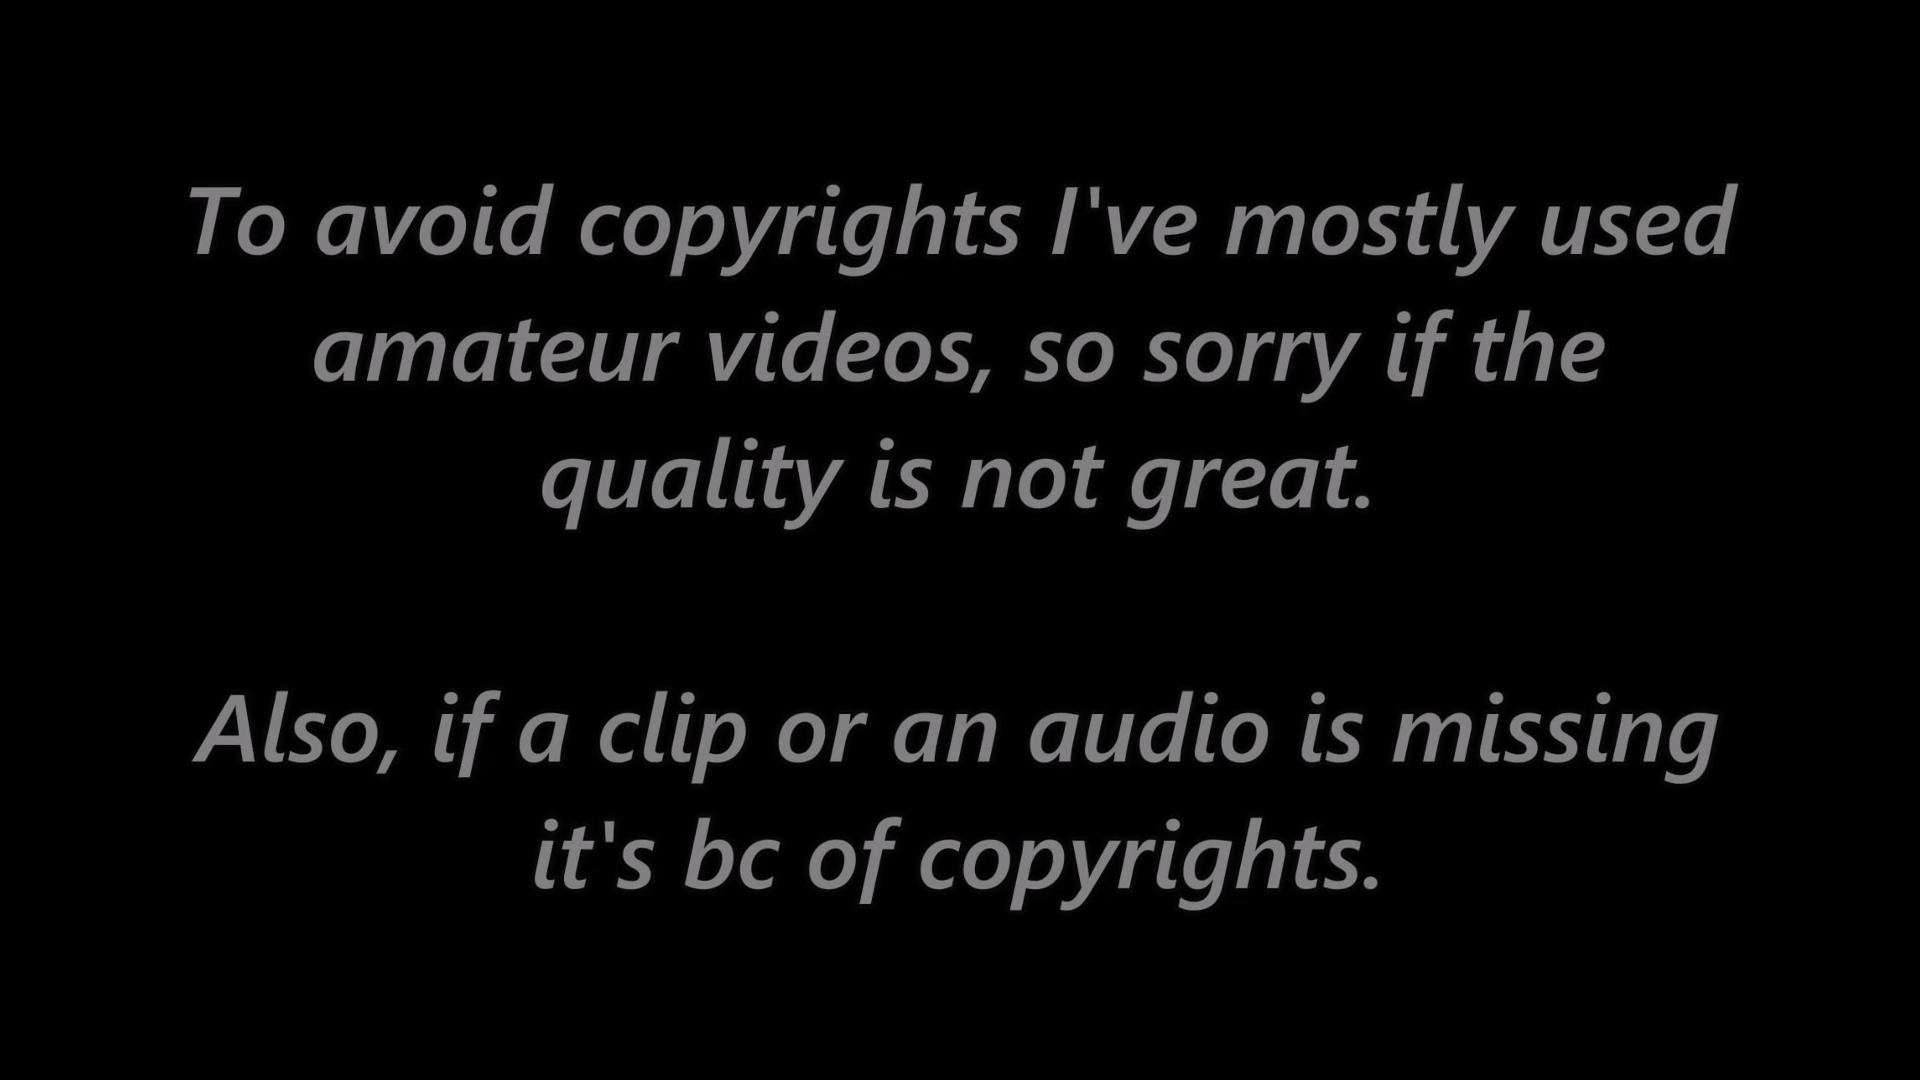 To avoid copyrights I've mostly used
amateur videos, so sorry if the
quality is not great.
Also, if a clip or an audio is missing
it's bc of copyrights.